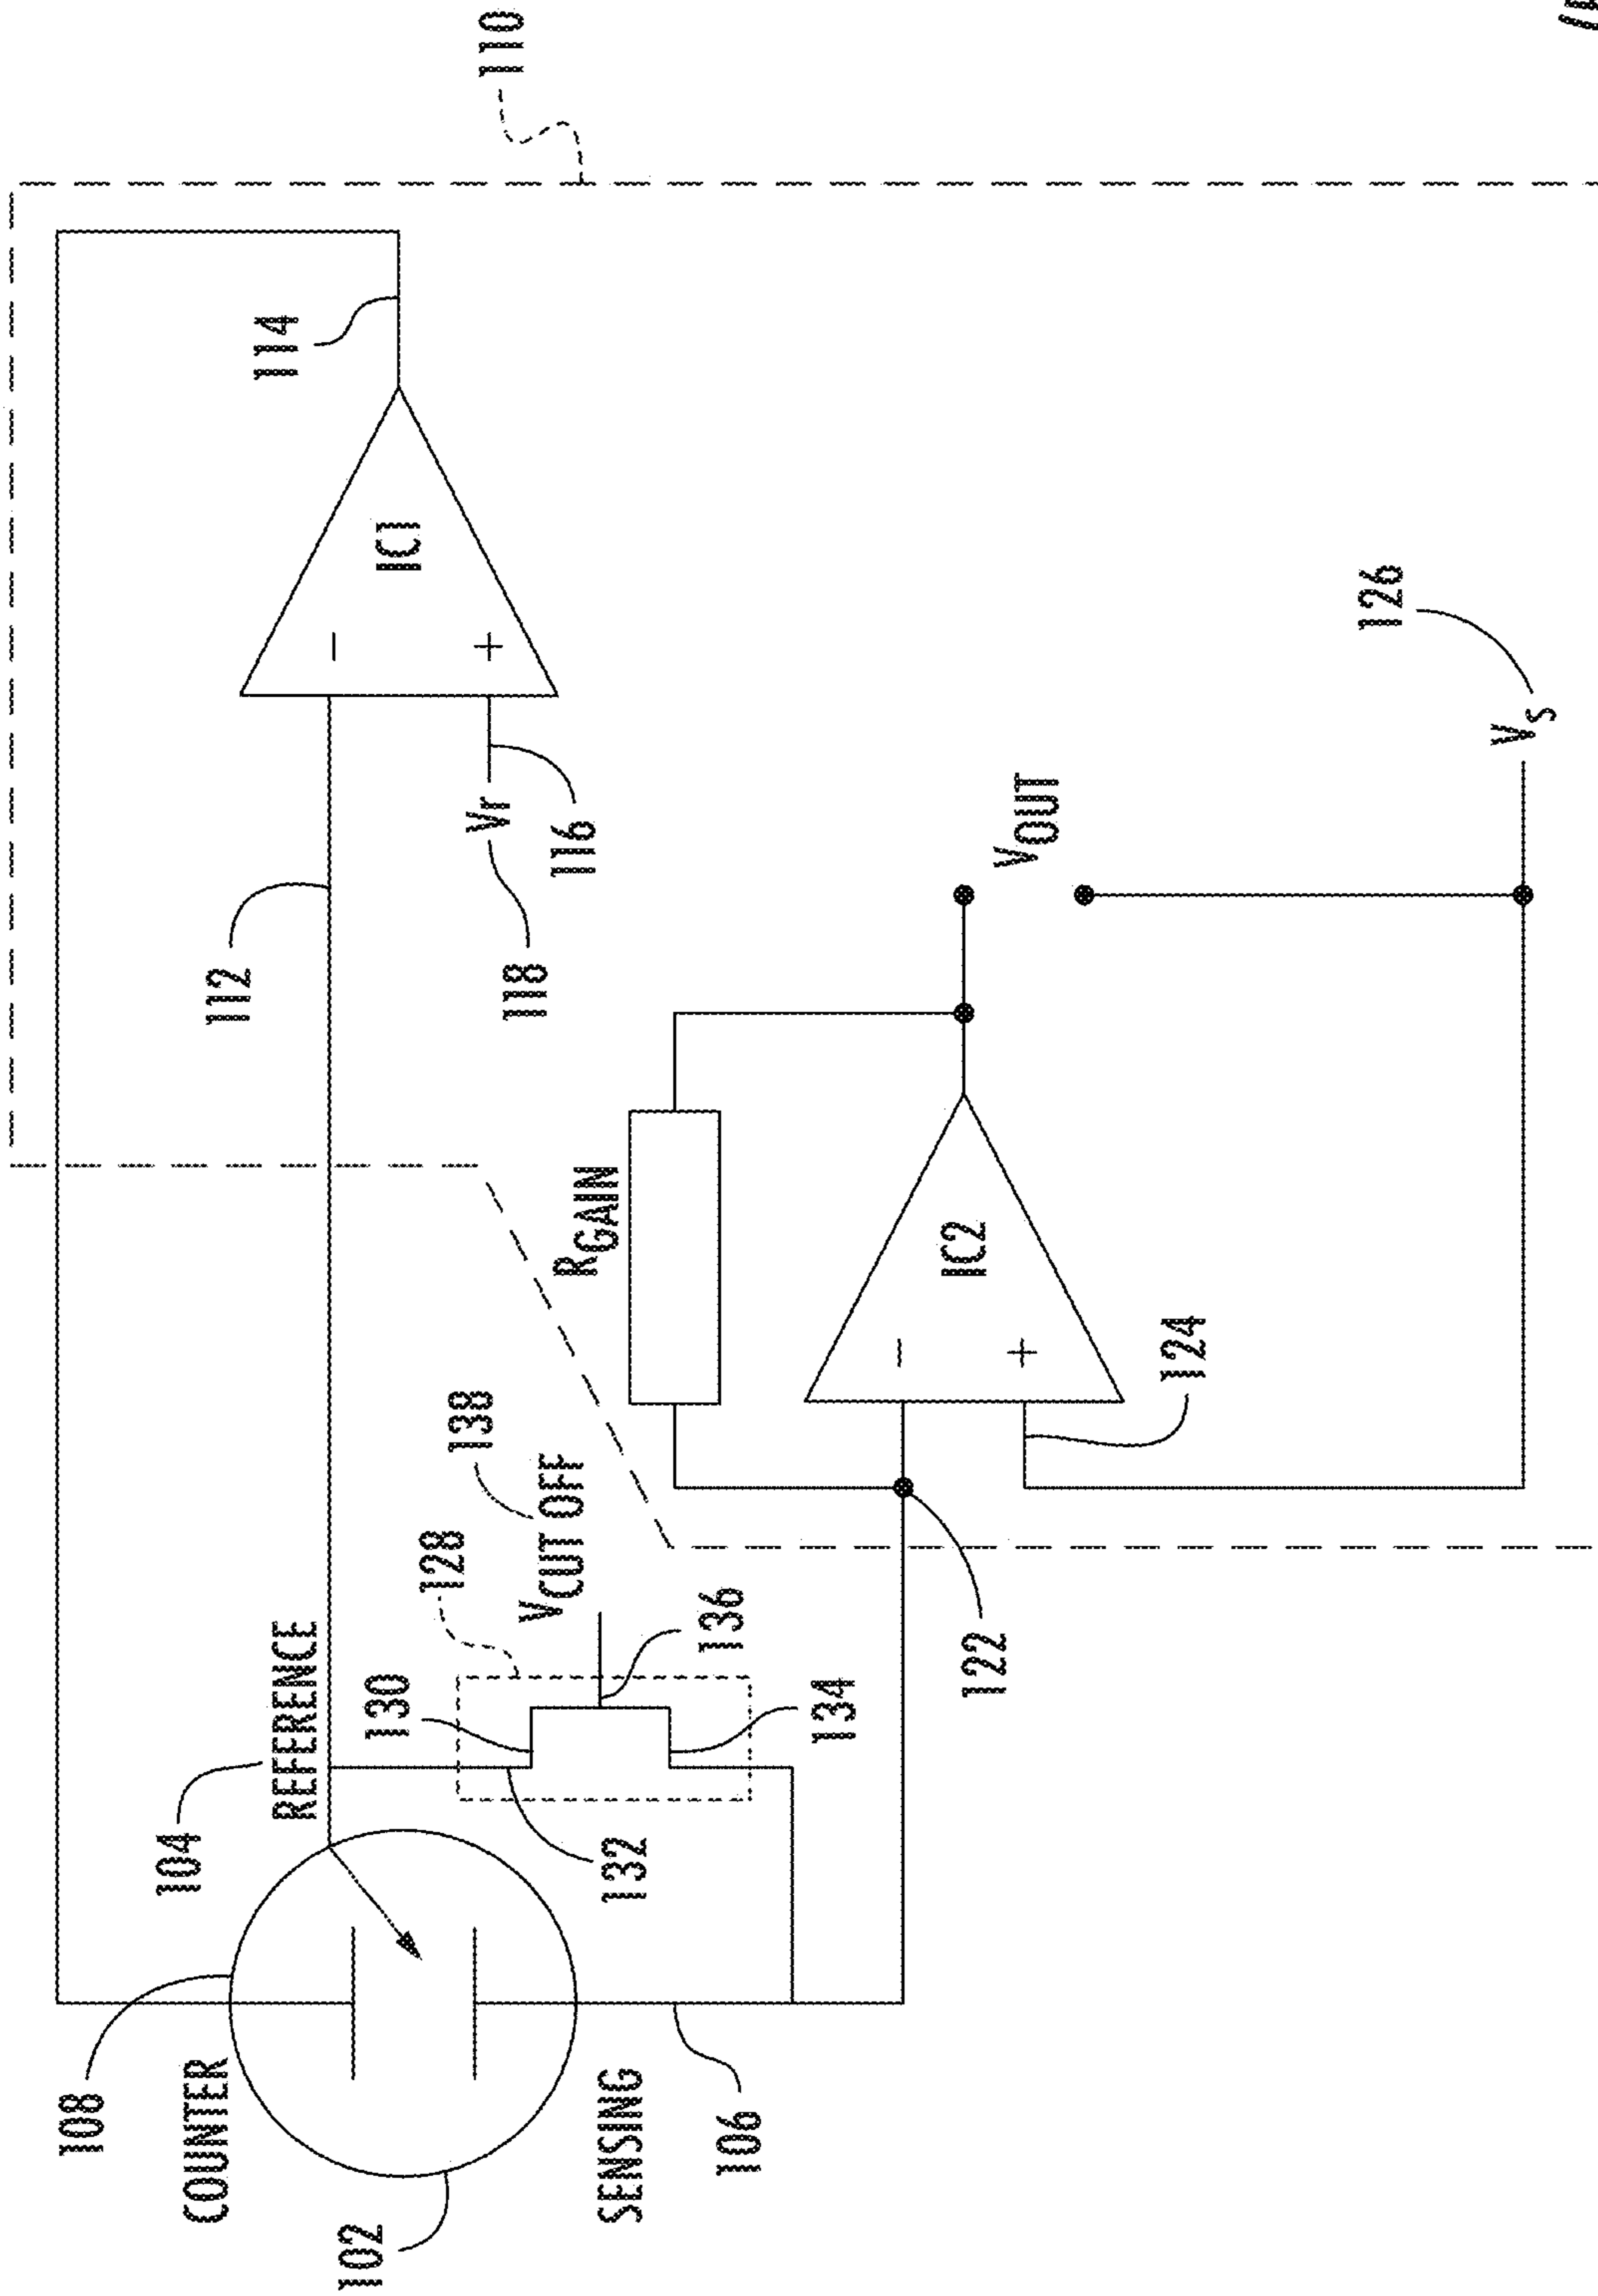 110
114
IC1
−
+
112
Vr
116
118
126
VS
VOUT
RGAIN
IC2
−
+
124
138
VCUT OFF
128
136
122
REFERENCE
130
134
104
132
108
COUNTER
SENSING
106
102